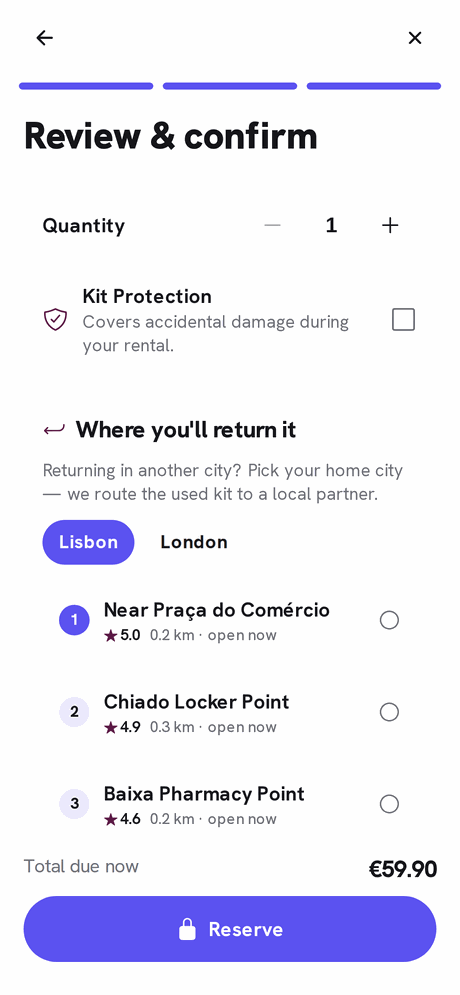 Review & confirm
Quantity
1
Kit Protection
Covers accidental damage during
your rental.
Where you'll return it
Returning in another city? Pick your home city
— we route the used kit to a local partner.
Lisbon London
1 Near Praça do Comércio
★ 5.0 0.2 km · open now
2 Chiado Locker Point
★ 4.9 0.3 km · open now
3 Baixa Pharmacy Point
★ 4.6 0.2 km · open now
Total due now €59.90
Reserve